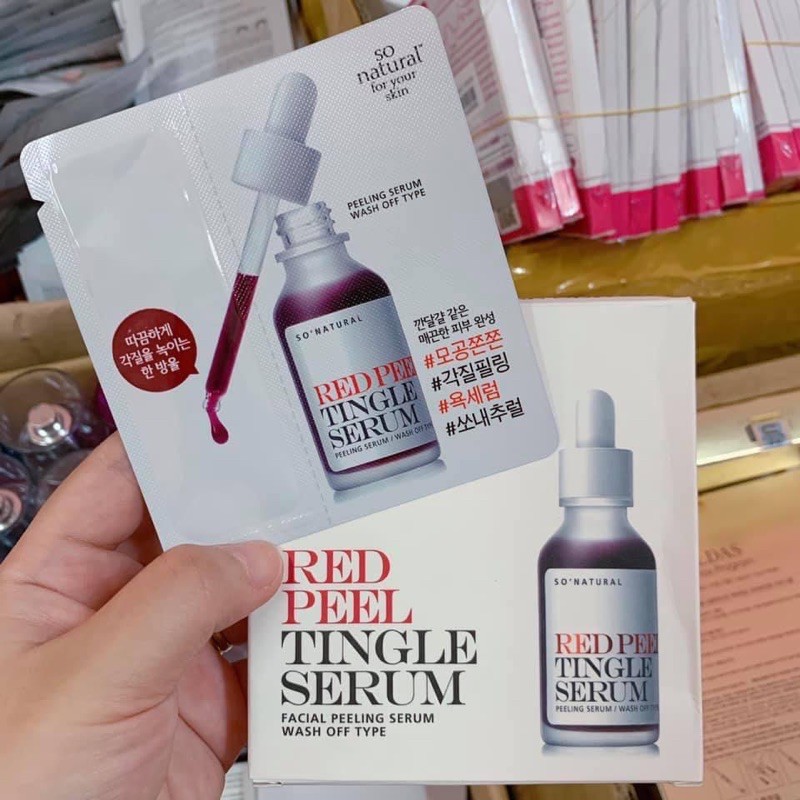 so
natural™
for your
skin
PEELING SERUM
WASH OFF TYPE
따끔하게
각질을 녹이는
한 방울
SO'NATURAL
RED PEE
TINGLE
SERUM
PEELING SERUM / WASH OFF TYPE
깐달걀 같은
매끈한 피부 완성
#모공쫀쫀
#각질필링
#욕세럼
#쏘내추럴
RED
PEEL
TINGLE
SERUM
FACIAL PEELING SERUM
WASH OFF TYPE
SO'NATURAL
RED PEE
TINGLE
SERUM
PEELING SERUM / WASH OFF TYPE
DAS